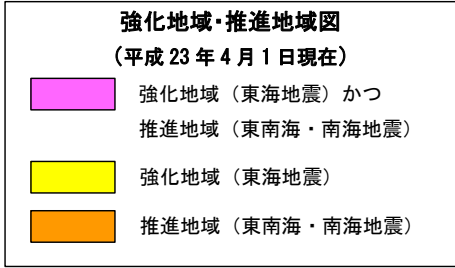 強化地域・推進地域図
（平成 23 年 4 月 1 日現在）
強化地域（東海地震）かつ
推進地域（東南海・南海地震）
強化地域（東海地震）
推進地域（東南海・南海地震）